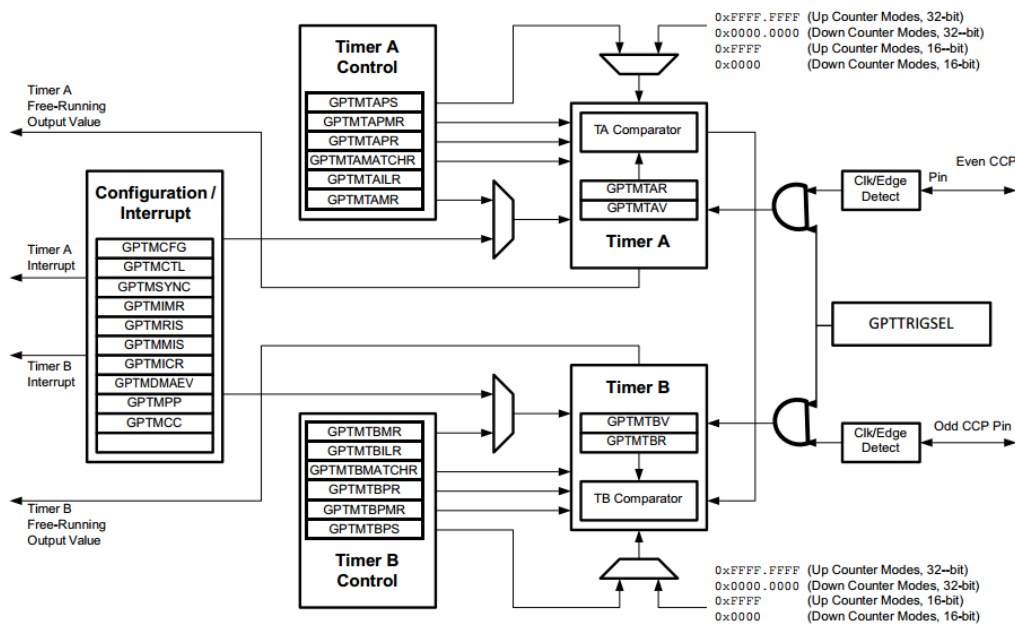 0xFFFF.FFFF (Up Counter Modes, 32-bit)
0x0000.0000 (Down Counter Modes, 32--bit)
0xFFFF (Up Counter Modes, 16--bit)
0x0000 (Down Counter Modes, 16-bit)
Timer A
Control
GPTMTAPS
GPTMTAPMR
GPTMTAPR
GPTMTAMATCHR
GPTMTAILR
GPTMTAMR
Timer A
Free-Running
Output Value
TA Comparator
GPTMTAR
GPTMTAV
Timer A
Clk/Edge
Detect
Even CCP
Pin
Configuration /
Interrupt
GPTMCFG
GPTMCTL
GPTMSYNC
GPTMIMR
GPTMRIS
GPTMMIS
GPTMICR
GPTMDMAEV
GPTMPP
GPTMCC
Timer A
Interrupt
Timer B
Interrupt
GPTTRIGSEL
Timer B
GPTMTBV
GPTMTBR
TB Comparator
Clk/Edge
Detect
Odd CCP Pin
GPTMTBMR
GPTMTBILR
GPTMTBMATCHR
GPTMTBPR
GPTMTBPMR
GPTMTBPS
Timer B
Control
Timer B
Free-Running
Output Value
0xFFFF.FFFF (Up Counter Modes, 32--bit)
0x0000.0000 (Down Counter Modes, 32-bit)
0xFFFF (Up Counter Modes, 16-bit)
0x0000 (Down Counter Modes, 16-bit)